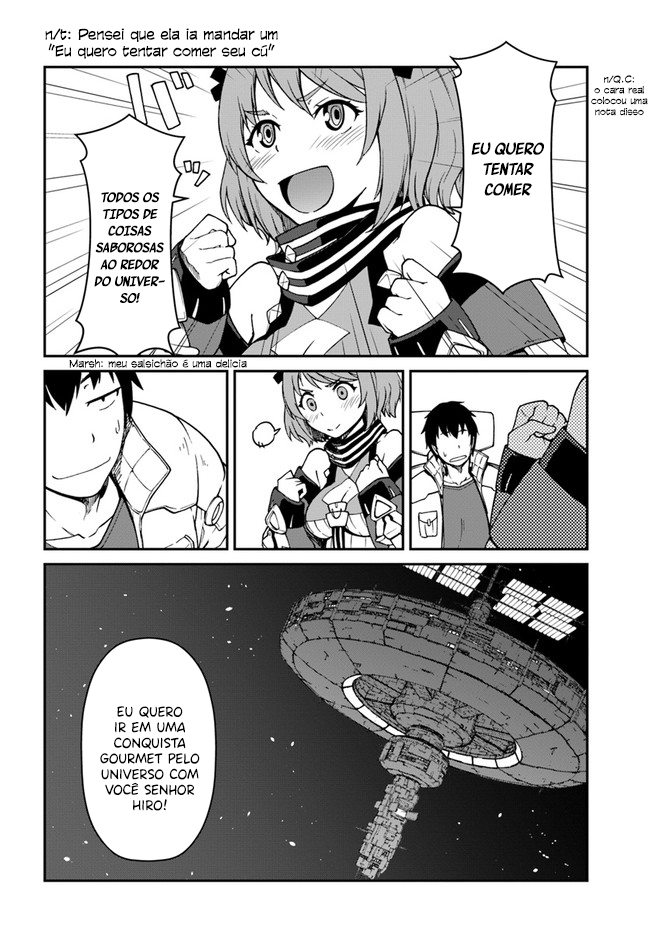 n/t: Pensei que ela ia mandar um
"Eu quero tentar comer seu cú"
n/Q.C:
o cara real
colocou uma
nota disso
EU QUERO
TENTAR
COMER
TODOS OS
TIPOS DE
COISAS
SABOROSAS
AO REDOR
DO UNIVER-
SO!
Marsh: meu salsichão é uma delicia
EU QUERO
IR EM UMA
CONQUISTA
GOURMET PELO
UNIVERSO COM
VOCÊ SENHOR
HIRO!